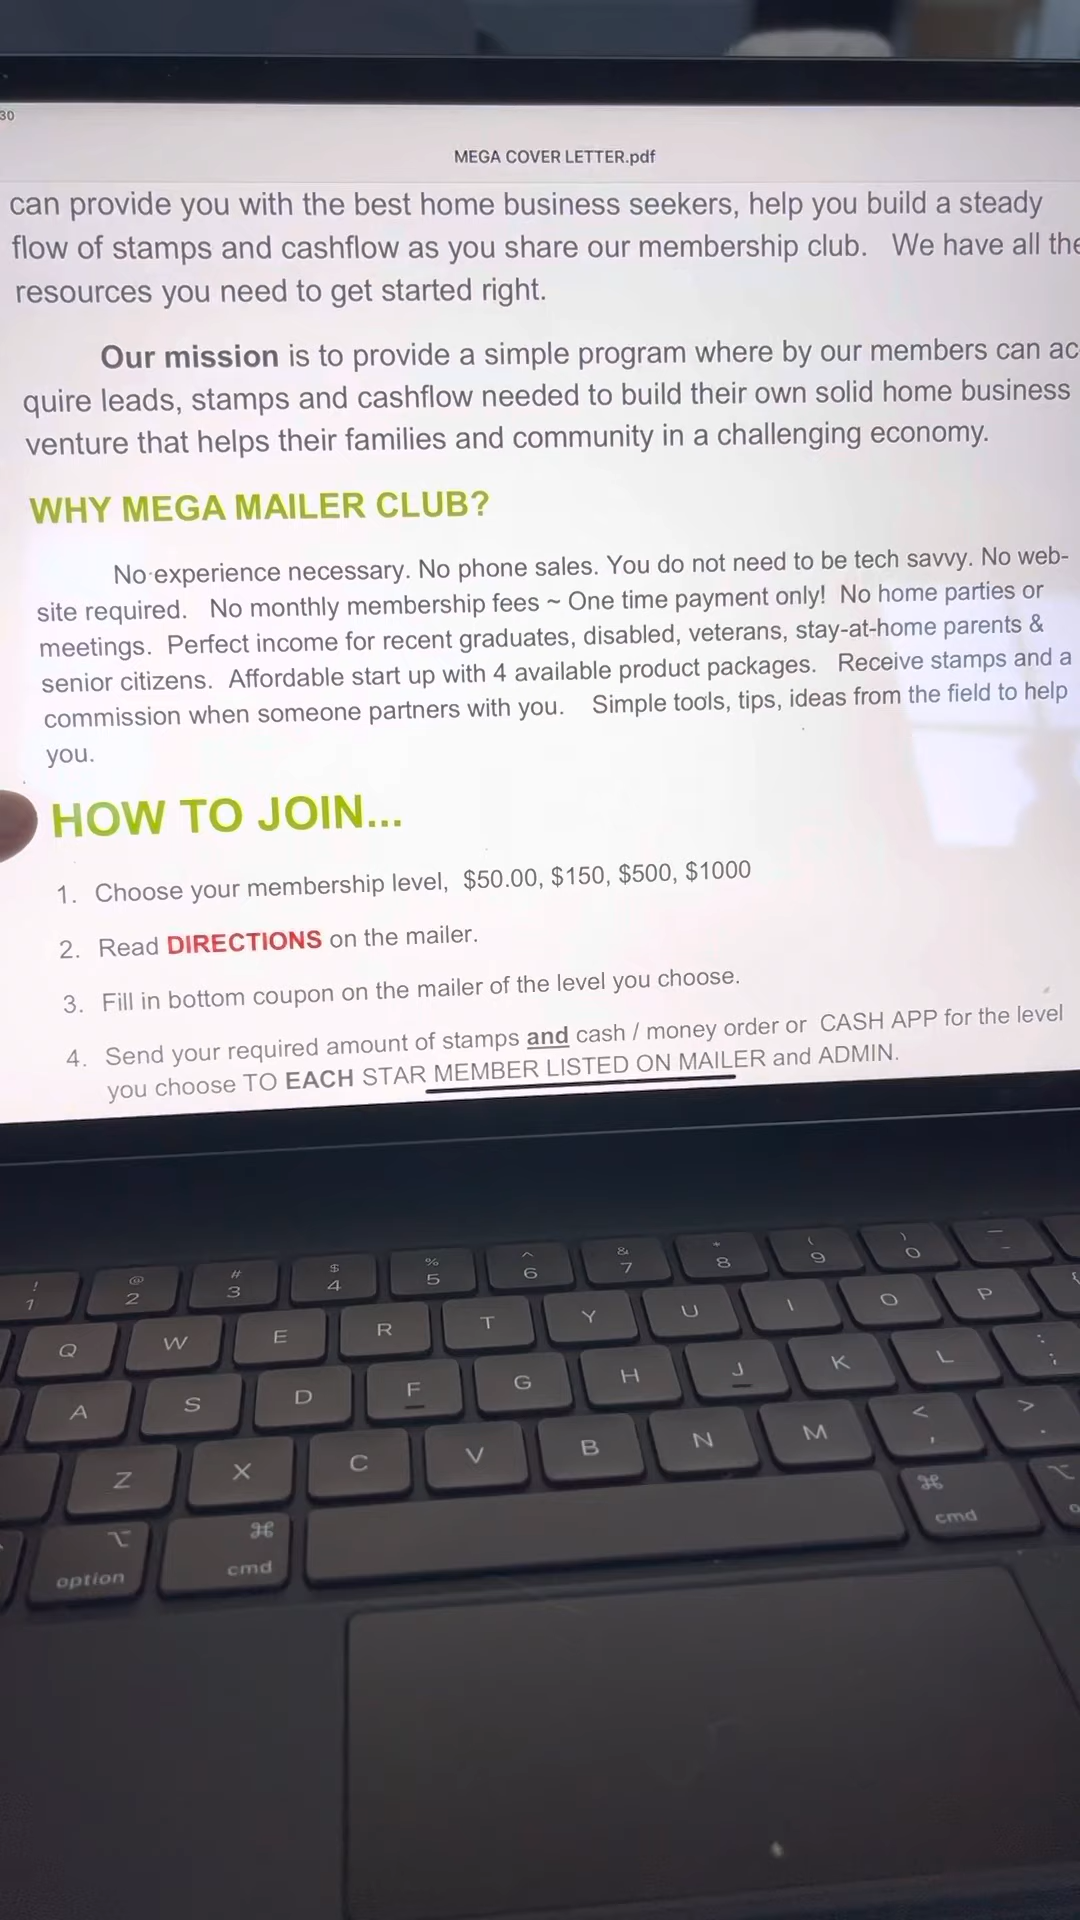 30
MEGA COVER LETTER.pdf
can provide you with the best home business seekers, help you build a steady
flow of stamps and cashflow as you share our membership club. We have all the
resources you need to get started right.
Our mission is to provide a simple program where by our members can ac-
quire leads, stamps and cashflow needed to build their own solid home business
venture that helps their families and community in a challenging economy.
WHY MEGA MAILER CLUB?
No experience necessary. No phone sales. You do not need to be tech savvy. No web-
site required. No monthly membership fees ~ One time payment only! No home parties or
meetings. Perfect income for recent graduates, disabled, veterans, stay-at-home parents &
senior citizens. Affordable start up with 4 available product packages. Receive stamps and a
commission when someone partners with you. Simple tools, tips, ideas from the field to help
you.
HOW TO JOIN...
1. Choose your membership level, $50.00, $150, $500, $1000
2. Read DIRECTIONS on the mailer.
3. Fill in bottom coupon on the mailer of the level you choose.
4. Send your required amount of stamps and cash / money order or CASH APP for the level
you choose TO EACH STAR MEMBER LISTED ON MAILER and ADMIN.
! @ # $ % ^ & * ( ) _
1 2 3 4 5 6 7 8 9 0 -
Q W E R T Y U I O P {
A S D F G H J K L : ;
Z X C V B N M < , > .
⌥ option ⌘ cmd ⌘ cmd ⌥ o